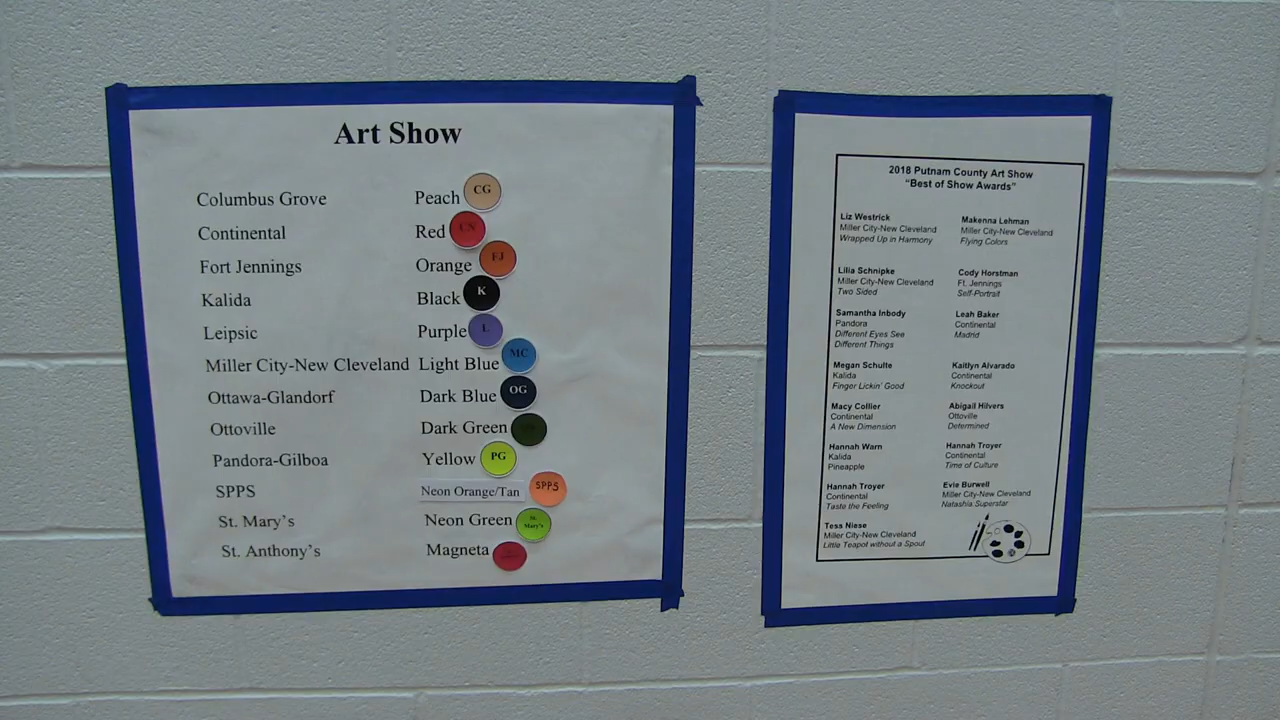 Art Show
Columbus Grove Peach CG
Continental Red CN
Fort Jennings Orange FJ
Kalida Black K
Leipsic Purple L
Miller City-New Cleveland Light Blue MC
Ottawa-Glandorf Dark Blue OG
Ottoville Dark Green
Pandora-Gilboa Yellow PG
SPPS Neon Orange/Tan SPPS
St. Mary's Neon Green St. Mary's
St. Anthony's Magneta
2018 Putnam County Art Show
"Best of Show Awards"
Liz Westrick
Miller City-New Cleveland
Wrapped Up in Harmony
Makenna Lehman
Miller City-New Cleveland
Flying Colors
Lilia Schnipke
Miller City-New Cleveland
Two Sided
Cody Horstman
Ft. Jennings
Self-Portrait
Samantha Inbody
Pandora
Different Eyes See
Different Things
Leah Baker
Continental
Madrid
Megan Schulte
Kalida
Finger Lickin' Good
Kaitlyn Alvarado
Continental
Knockout
Macy Collier
Continental
A New Dimension
Abigail Hilvers
Ottoville
Determined
Hannah Warn
Kalida
Pineapple
Hannah Troyer
Continental
Time of Culture
Hannah Troyer
Continental
Taste the Feeling
Evie Burwell
Miller City-New Cleveland
Natashia Superstar
Tess Niese
Miller City-New Cleveland
Little Teapot without a Spout